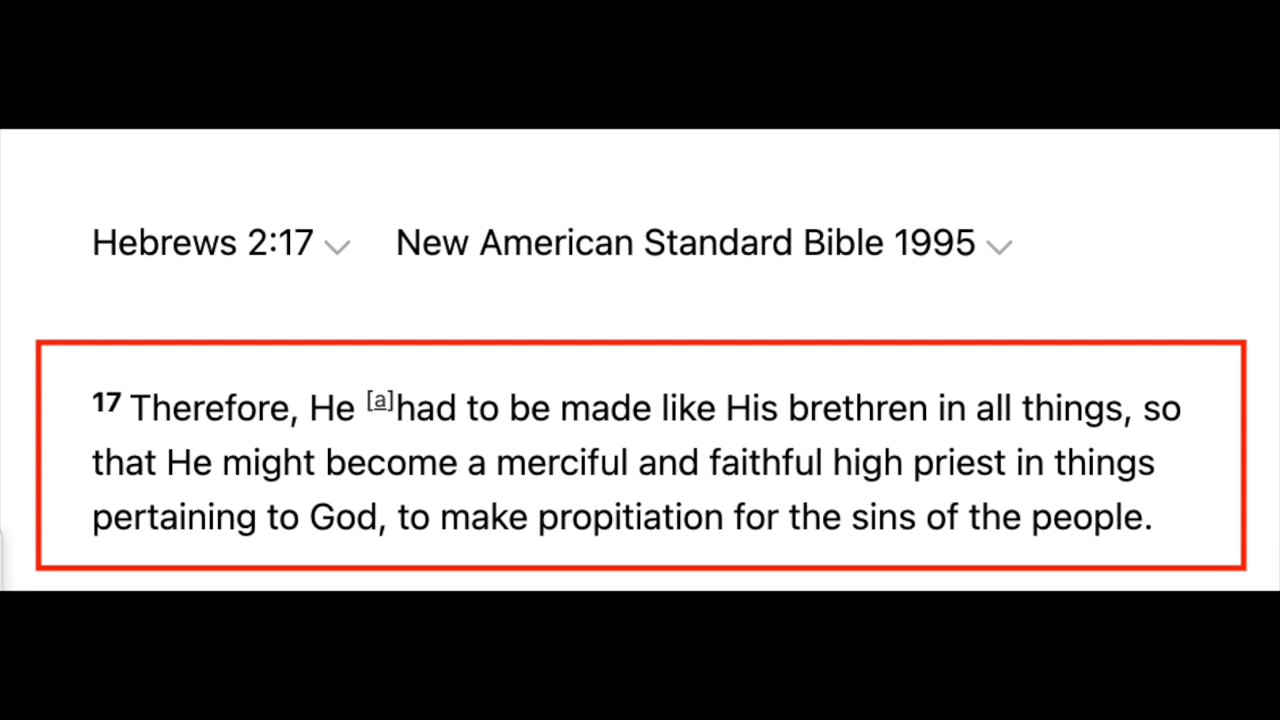 Hebrews 2:17 New American Standard Bible 1995
17 Therefore, He [a]had to be made like His brethren in all things, so
that He might become a merciful and faithful high priest in things
pertaining to God, to make propitiation for the sins of the people.